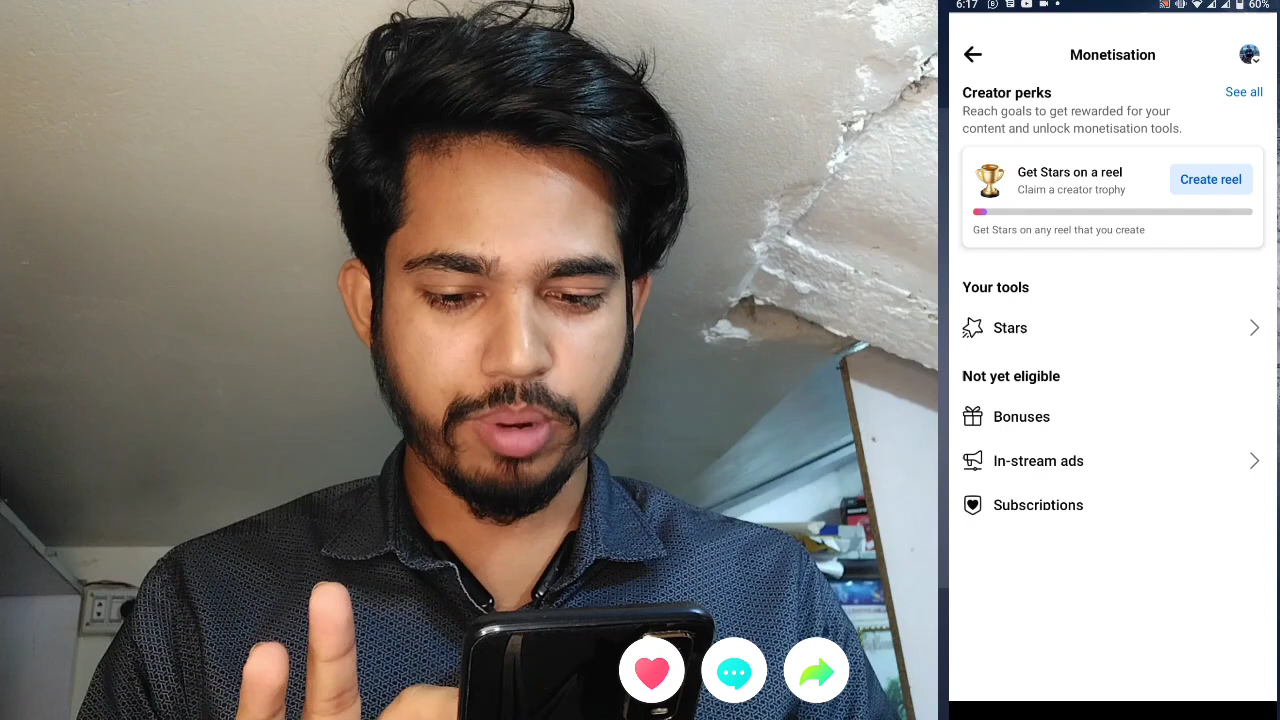 6:17
60%
Monetisation
Creator perks
See all
Reach goals to get rewarded for your
content and unlock monetisation tools.
Get Stars on a reel
Claim a creator trophy
Create reel
Get Stars on any reel that you create
Your tools
Stars
Not yet eligible
Bonuses
In-stream ads
Subscriptions